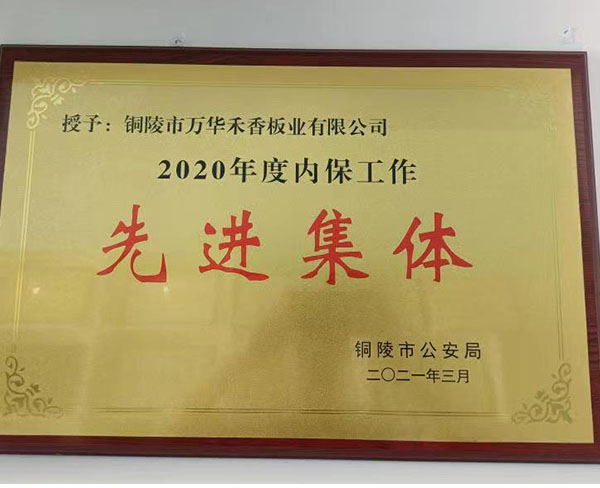 授予：铜陵市万华禾香板业有限公司
2020年度内保工作
先进集体
铜陵市公安局
二〇二一年三月